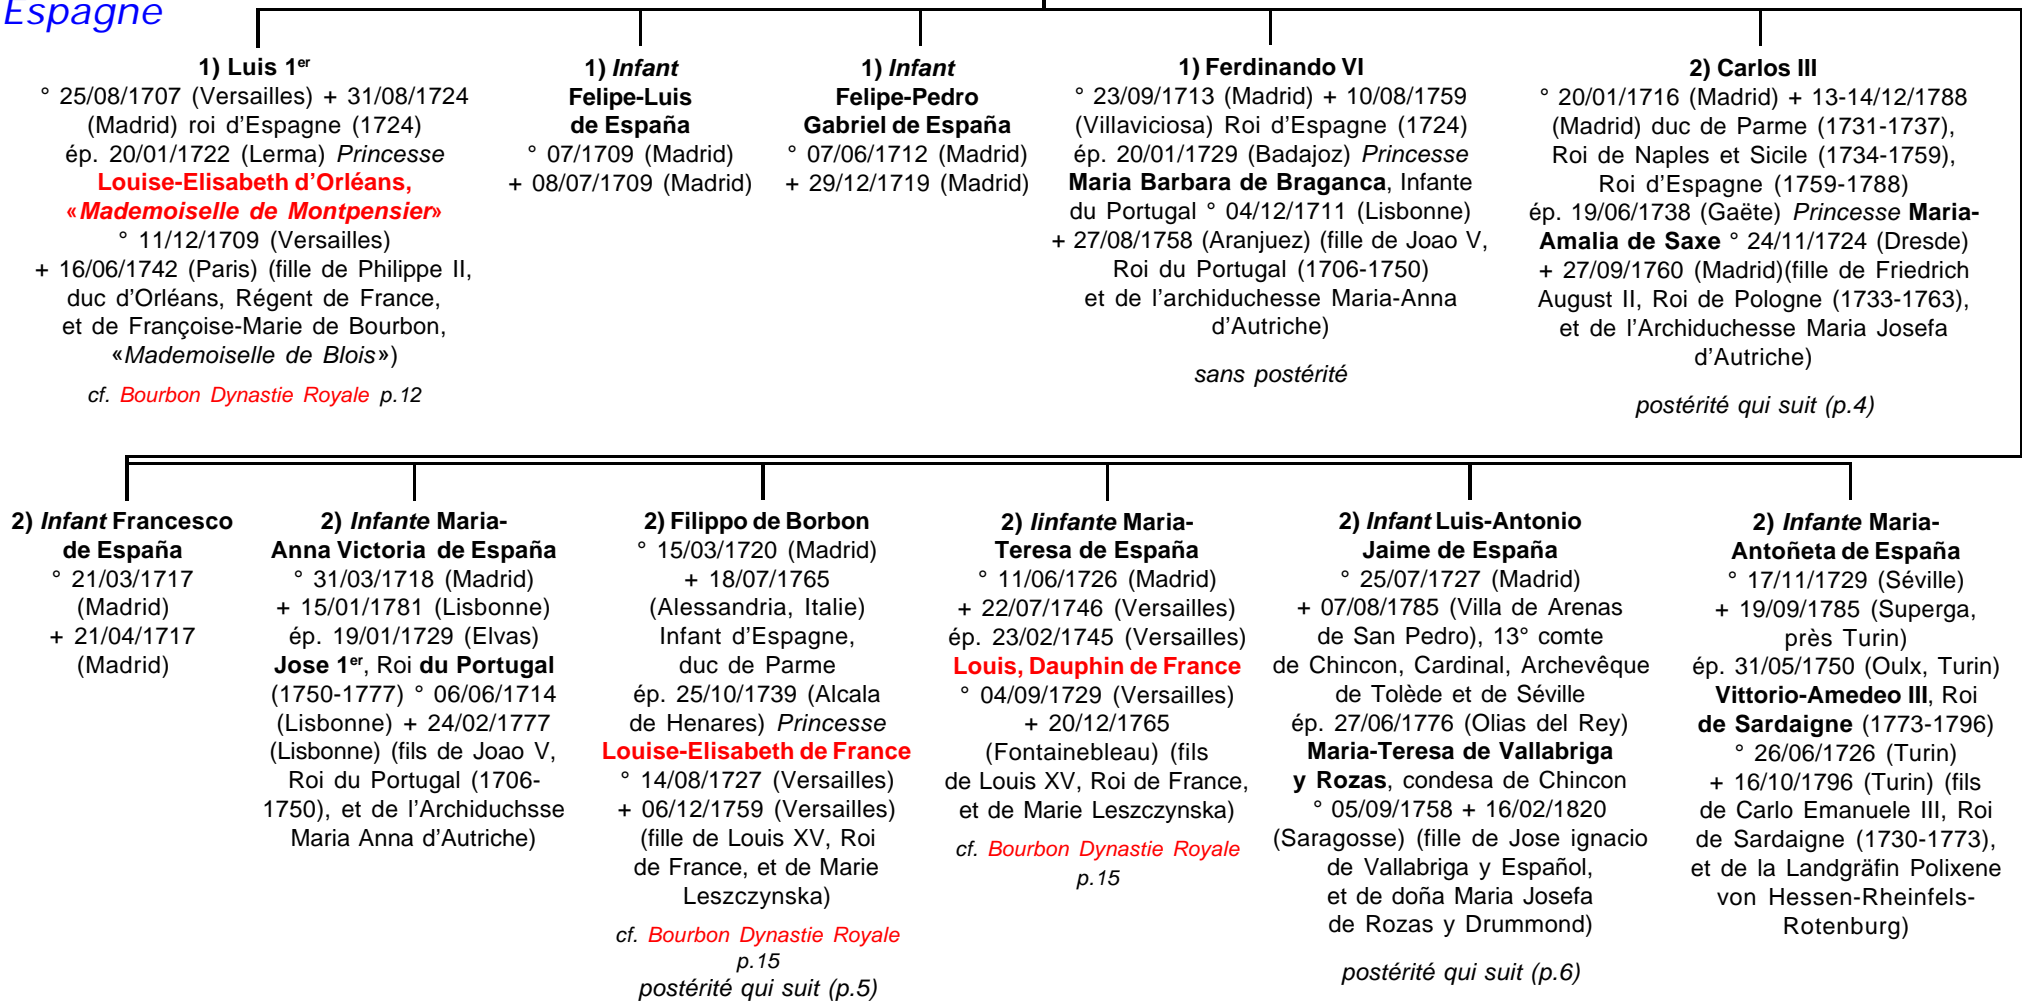 Espagne
1) Luis 1er
° 25/08/1707 (Versailles) + 31/08/1724
(Madrid) roi d’Espagne (1724)
ép. 20/01/1722 (Lerma) Princesse
Louise-Elisabeth d’Orléans,
«Mademoiselle de Montpensier»
° 11/12/1709 (Versailles)
+ 16/06/1742 (Paris) (fille de Philippe II,
duc d’Orléans, Régent de France,
et de Françoise-Marie de Bourbon,
«Mademoiselle de Blois»)
cf. Bourbon Dynastie Royale p.12
1) Infant
Felipe-Luis
de España
° 07/1709 (Madrid)
+ 08/07/1709 (Madrid)
1) Infant
Felipe-Pedro
Gabriel de España
° 07/06/1712 (Madrid)
+ 29/12/1719 (Madrid)
1) Ferdinando VI
° 23/09/1713 (Madrid) + 10/08/1759
(Villaviciosa) Roi d’Espagne (1724)
ép. 20/01/1729 (Badajoz) Princesse
Maria Barbara de Braganca, Infante
du Portugal ° 04/12/1711 (Lisbonne)
+ 27/08/1758 (Aranjuez) (fille de Joao V,
Roi du Portugal (1706-1750)
et de l’archiduchesse Maria-Anna
d’Autriche)
sans postérité
2) Carlos III
° 20/01/1716 (Madrid) + 13-14/12/1788
(Madrid) duc de Parme (1731-1737),
Roi de Naples et Sicile (1734-1759),
Roi d’Espagne (1759-1788)
ép. 19/06/1738 (Gaëte) Princesse Maria-
Amalia de Saxe ° 24/11/1724 (Dresde)
+ 27/09/1760 (Madrid)(fille de Friedrich
August II, Roi de Pologne (1733-1763),
et de l’Archiduchesse Maria Josefa
d’Autriche)
postérité qui suit (p.4)
2) Infant Francesco
de España
° 21/03/1717
(Madrid)
+ 21/04/1717
(Madrid)
2) Infante Maria-
Anna Victoria de España
° 31/03/1718 (Madrid)
+ 15/01/1781 (Lisbonne)
ép. 19/01/1729 (Elvas)
Jose 1er, Roi du Portugal
(1750-1777) ° 06/06/1714
(Lisbonne) + 24/02/1777
(Lisbonne) (fils de Joao V,
Roi du Portugal (1706-
1750), et de l’Archiduchsse
Maria Anna d’Autriche)
2) Filippo de Borbon
° 15/03/1720 (Madrid)
+ 18/07/1765
(Alessandria, Italie)
Infant d’Espagne,
duc de Parme
ép. 25/10/1739 (Alcala
de Henares) Princesse
Louise-Elisabeth de France
° 14/08/1727 (Versailles)
+ 06/12/1759 (Versailles)
(fille de Louis XV, Roi
de France, et de Marie
Leszczynska)
cf. Bourbon Dynastie Royale
p.15
postérité qui suit (p.5)
2) Iinfante Maria-
Teresa de España
° 11/06/1726 (Madrid)
+ 22/07/1746 (Versailles)
ép. 23/02/1745 (Versailles)
Louis, Dauphin de France
° 04/09/1729 (Versailles)
+ 20/12/1765
(Fontainebleau) (fils
de Louis XV, Roi de France,
et de Marie Leszczynska)
cf. Bourbon Dynastie Royale
p.15
2) Infant Luis-Antonio
Jaime de España
° 25/07/1727 (Madrid)
+ 07/08/1785 (Villa de Arenas
de San Pedro), 13° comte
de Chincon, Cardinal, Archevêque
de Tolède et de Séville
ép. 27/06/1776 (Olias del Rey)
Maria-Teresa de Vallabriga
y Rozas, condesa de Chincon
° 05/09/1758 + 16/02/1820
(Saragosse) (fille de Jose ignacio
de Vallabriga y Español,
et de doña Maria Josefa
de Rozas y Drummond)
postérité qui suit (p.6)
2) Infante Maria-
Antoñeta de España
° 17/11/1729 (Séville)
+ 19/09/1785 (Superga,
près Turin)
ép. 31/05/1750 (Oulx, Turin)
Vittorio-Amedeo III, Roi
de Sardaigne (1773-1796)
° 26/06/1726 (Turin)
+ 16/10/1796 (Turin) (fils
de Carlo Emanuele III, Roi
de Sardaigne (1730-1773),
et de la Landgräfin Polixene
von Hessen-Rheinfels-
Rotenburg)